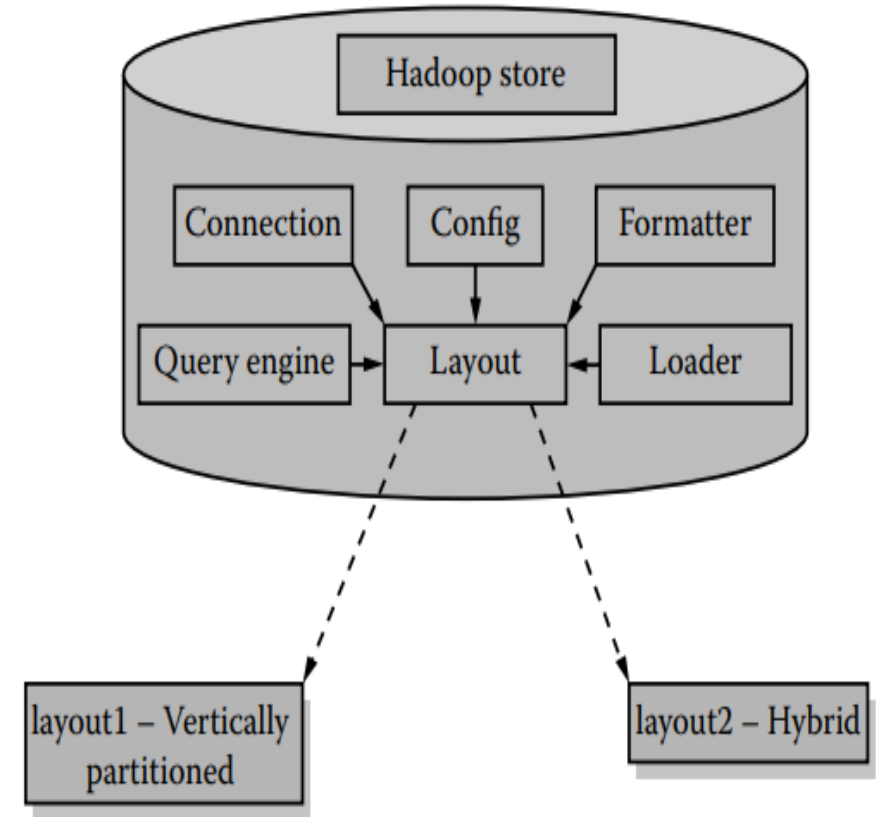 Hadoop store
Connection
Config
Formatter
Query engine
Layout
Loader
layout1 – Vertically
partitioned
layout2 – Hybrid